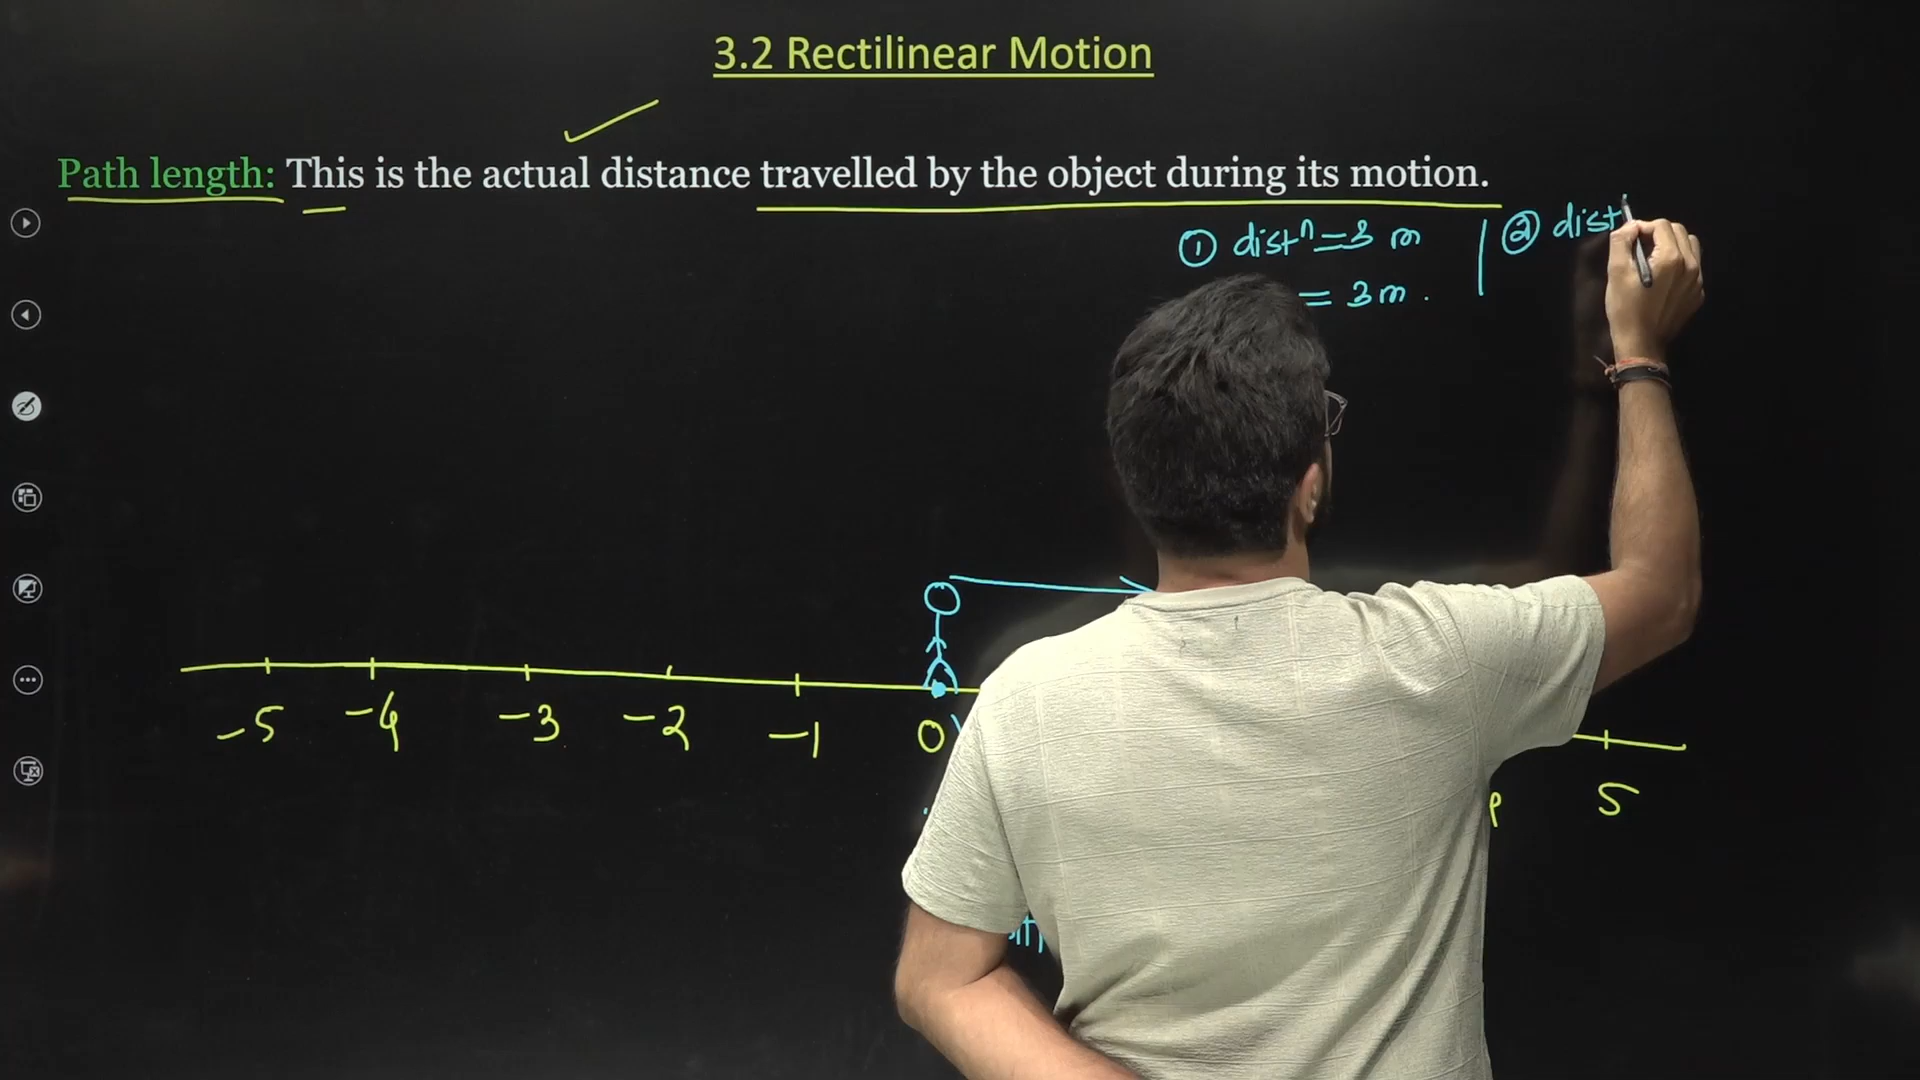 3.2 Rectilinear Motion
Path length: This is the actual distance travelled by the object during its motion.
① distⁿ = 3 m
= 3 m .
② dist
-5 -4 -3 -2 -1 0 5